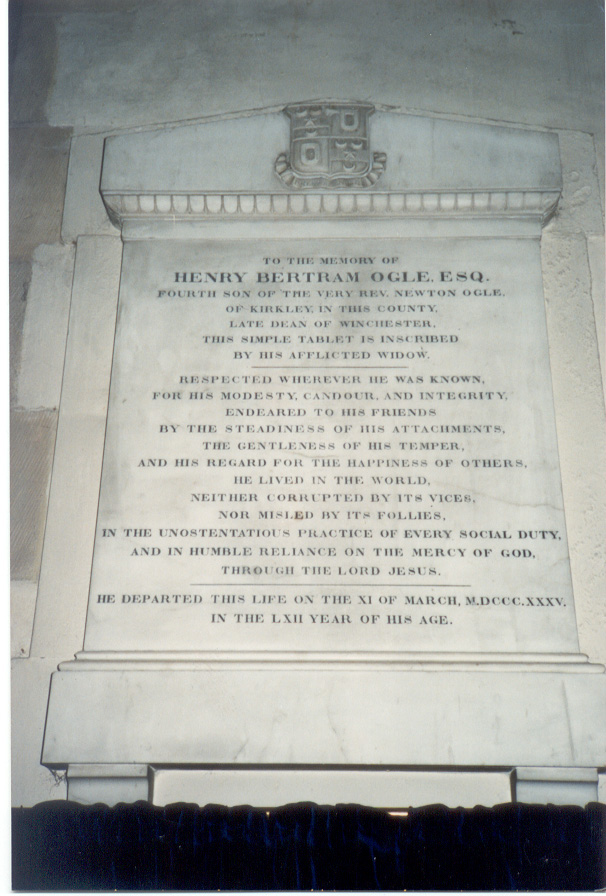 TO THE MEMORY OF
HENRY BERTRAM OGLE, ESQ.
FOURTH SON OF THE VERY REV. NEWTON OGLE,
OF KIRKLEY, IN THIS COUNTY,
LATE DEAN OF WINCHESTER,
THIS SIMPLE TABLET IS INSCRIBED
BY HIS AFFLICTED WIDOW.
RESPECTED WHEREVER HE WAS KNOWN,
FOR HIS MODESTY, CANDOUR, AND INTEGRITY,
ENDEARED TO HIS FRIENDS
BY THE STEADINESS OF HIS ATTACHMENTS,
THE GENTLENESS OF HIS TEMPER,
AND HIS REGARD FOR THE HAPPINESS OF OTHERS,
HE LIVED IN THE WORLD,
NEITHER CORRUPTED BY ITS VICES,
NOR MISLED BY ITS FOLLIES,
IN THE UNOSTENTATIOUS PRACTICE OF EVERY SOCIAL DUTY,
AND IN HUMBLE RELIANCE ON THE MERCY OF GOD,
THROUGH THE LORD JESUS.
HE DEPARTED THIS LIFE ON THE XI OF MARCH, M.DCCC.XXXV.
IN THE LXII YEAR OF HIS AGE.